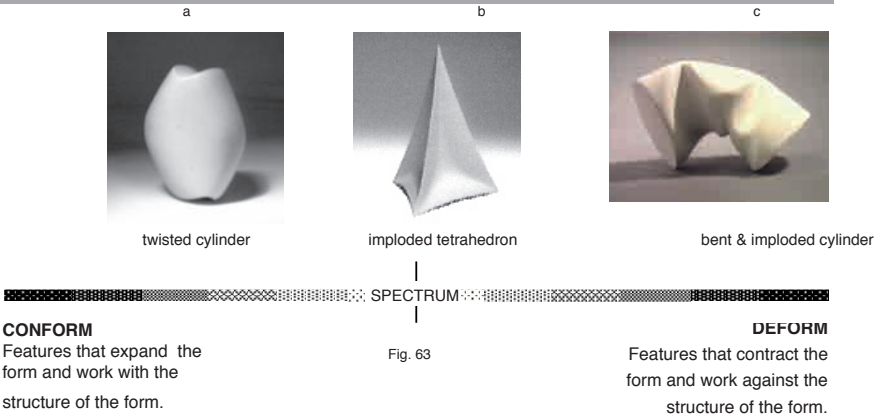 a
b
c
twisted cylinder
imploded tetrahedron
bent & imploded cylinder
SPECTRUM
CONFORM
Features that expand the
form and work with the
structure of the form.
Fig. 63
DEFORM
Features that contract the
form and work against the
structure of the form.